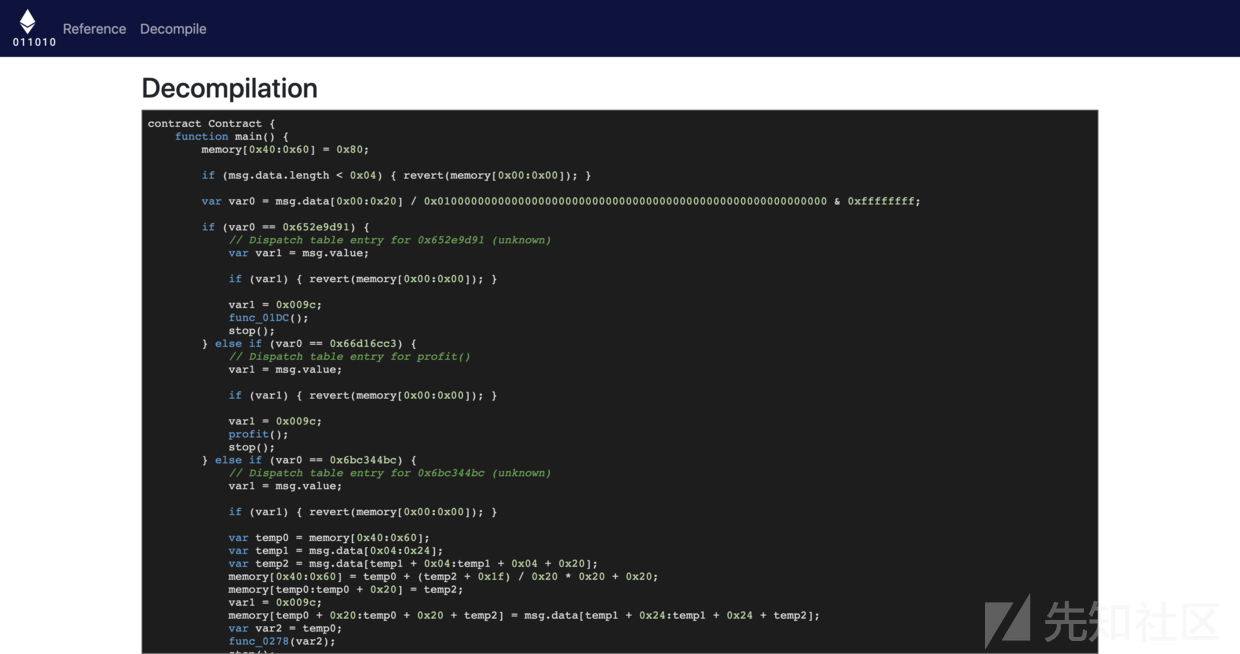 011010
Reference Decompile
Decompilation
contract Contract {
function main() {
memory[0x40:0x60] = 0x80;
if (msg.data.length < 0x04) { revert(memory[0x00:0x00]); }
var var0 = msg.data[0x00:0x20] / 0x0100000000000000000000000000000000000000000000000000000000 & 0xffffffff;
if (var0 == 0x652e9d91) {
// Dispatch table entry for 0x652e9d91 (unknown)
var var1 = msg.value;
if (var1) { revert(memory[0x00:0x00]); }
var1 = 0x009c;
func_01DC();
stop();
} else if (var0 == 0x66d16cc3) {
// Dispatch table entry for profit()
var1 = msg.value;
if (var1) { revert(memory[0x00:0x00]); }
var1 = 0x009c;
profit();
stop();
} else if (var0 == 0x6bc344bc) {
// Dispatch table entry for 0x6bc344bc (unknown)
var1 = msg.value;
if (var1) { revert(memory[0x00:0x00]); }
var temp0 = memory[0x40:0x60];
var temp1 = msg.data[0x04:0x24];
var temp2 = msg.data[temp1 + 0x04:temp1 + 0x04 + 0x20];
memory[0x40:0x60] = temp0 + (temp2 + 0x1f) / 0x20 * 0x20 + 0x20;
memory[temp0:temp0 + 0x20] = temp2;
var1 = 0x009c;
memory[temp0 + 0x20:temp0 + 0x20 + temp2] = msg.data[temp1 + 0x24:temp1 + 0x24 + temp2];
var var2 = temp0;
func_0278(var2);
先知社区